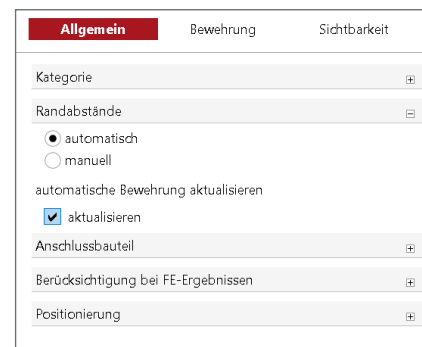 Allgemein Bewehrung Sichtbarkeit
Kategorie
Randabstände
automatisch
manuell
automatische Bewehrung aktualisieren
aktualisieren
Anschlussbauteil
Berücksichtigung bei FE-Ergebnissen
Positionierung